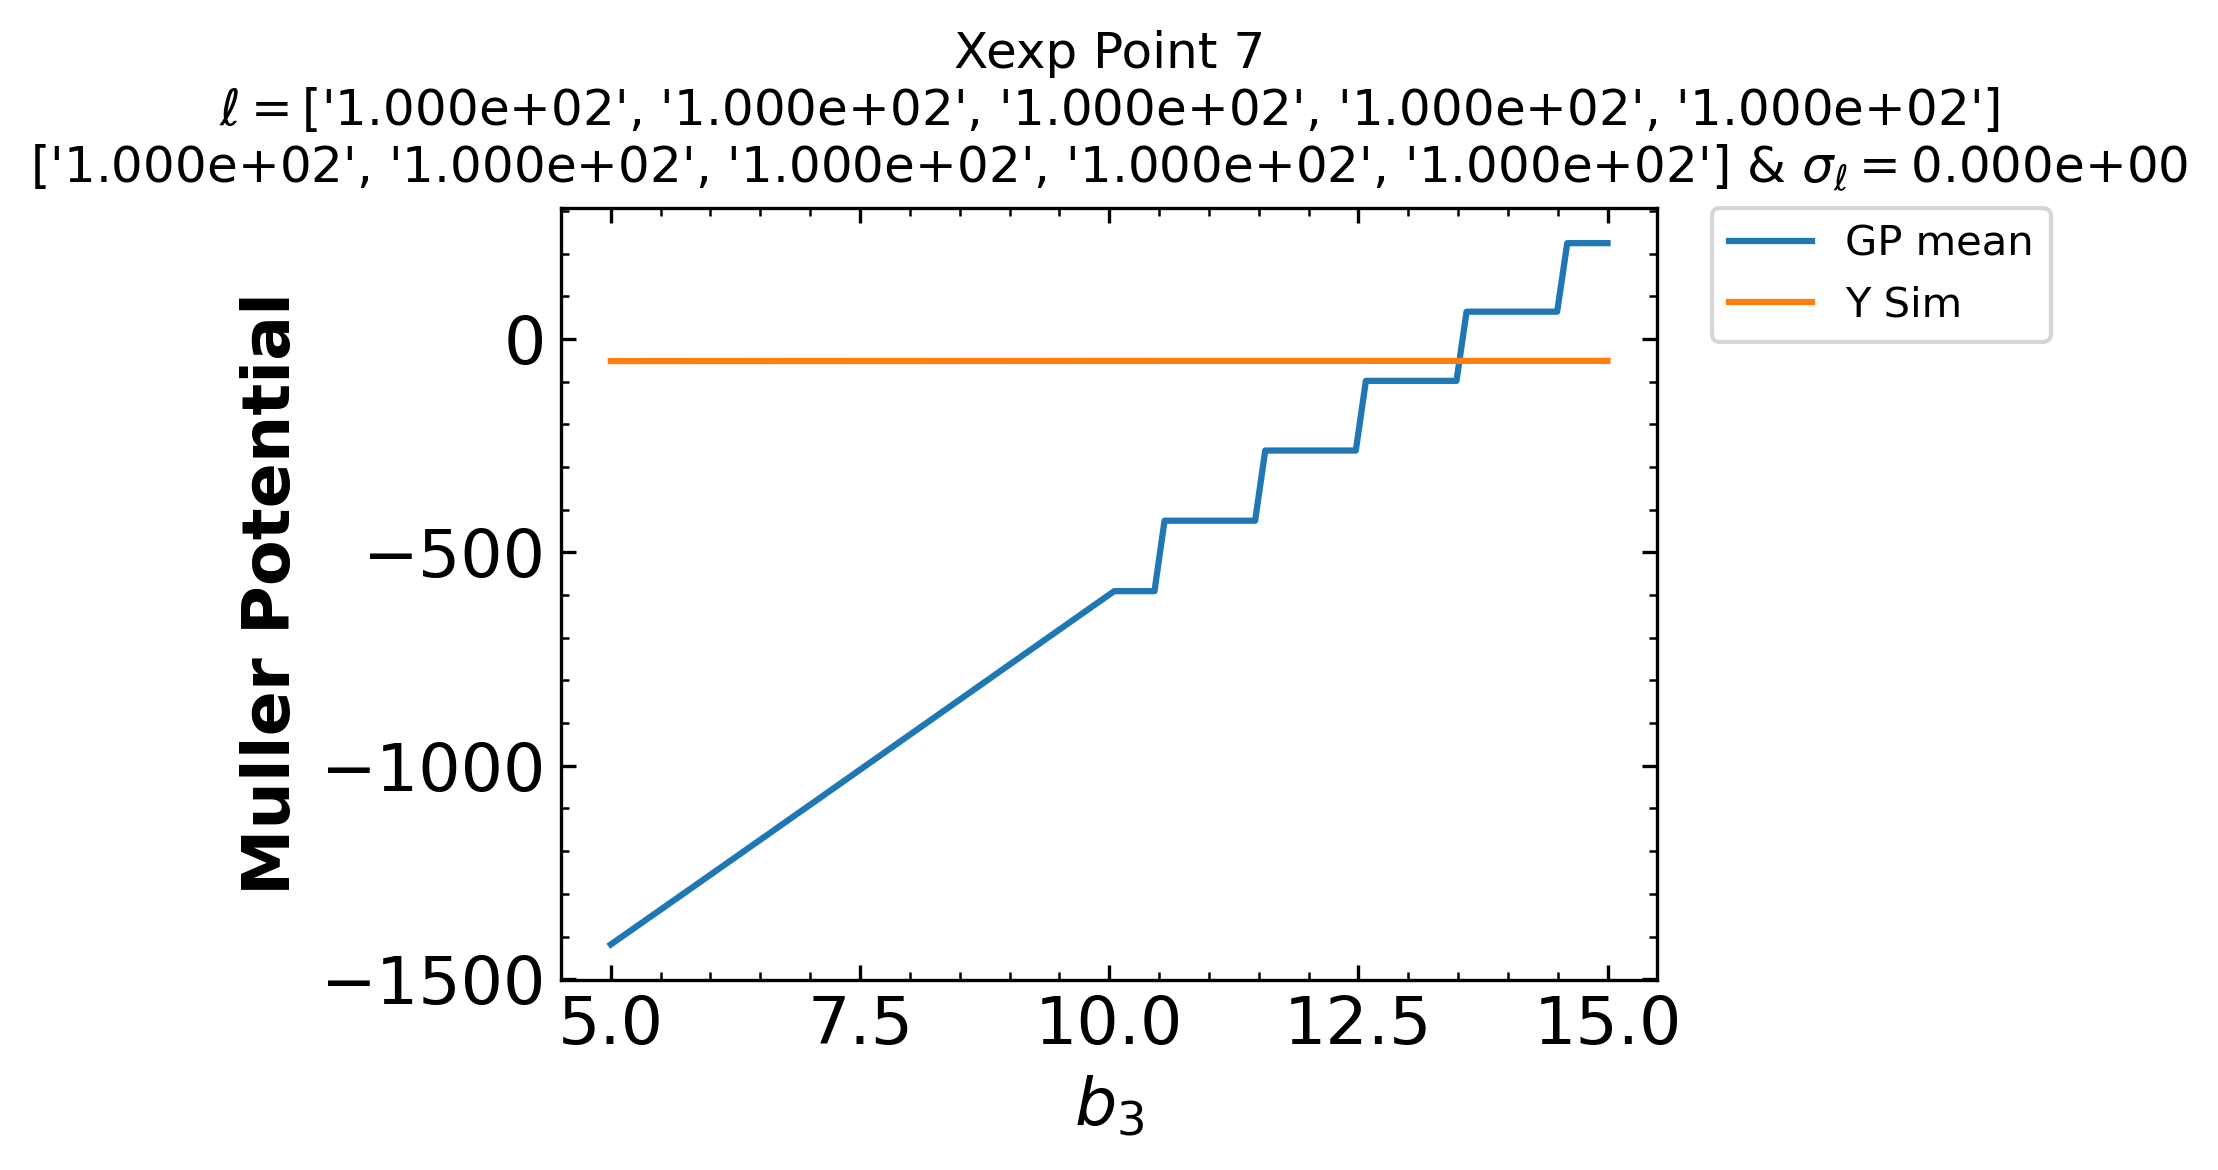 Xexp Point 7
ℓ = ['1.000e+02', '1.000e+02', '1.000e+02', '1.000e+02', '1.000e+02']
['1.000e+02', '1.000e+02', '1.000e+02', '1.000e+02', '1.000e+02'] & σ_ℓ = 0.000e+00
GP mean
Y Sim
Muller Potential
0
−500
−1000
−1500
5.0 7.5 10.0 12.5 15.0
b₃